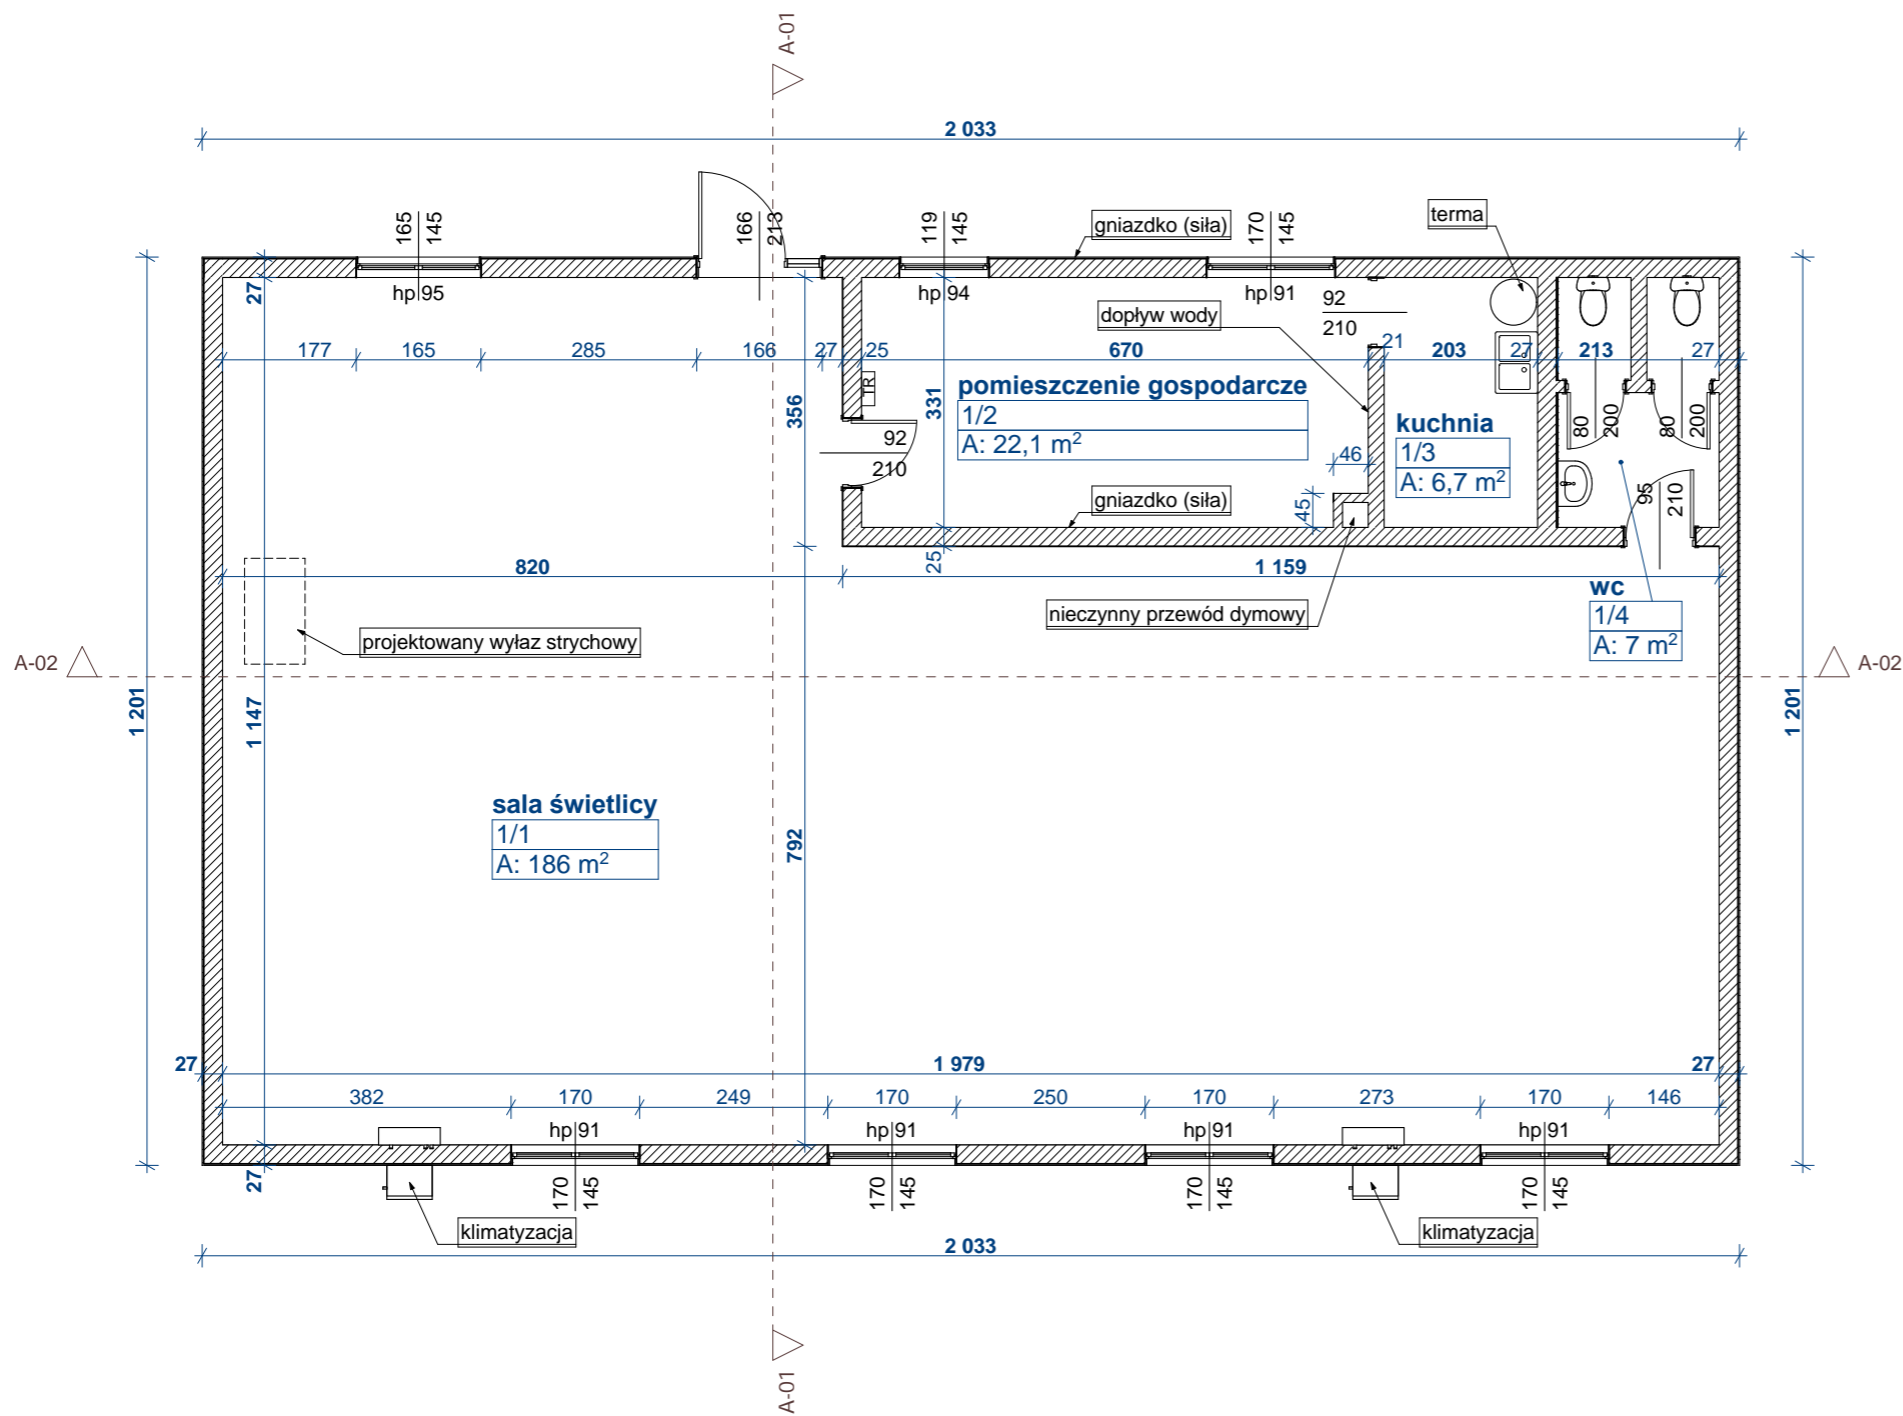 A-01
2 033
terma
gniazdko (siła)
165
145
166
213
119
145
170
145
27
hp 95
hp 94
hp 91
92
210
dopływ wody
177
165
285
166
27
25
670
21
203
27
213
27
TR
356
331
pomieszczenie gospodarcze
1/2
A: 22,1 m²
kuchnia
1/3
A: 6,7 m²
80
200
80
200
92
210
46
45
95
210
gniazdko (siła)
25
820
1 159
wc
1/4
A: 7 m²
nieczynny przewód dymowy
projektowany wyłaz strychowy
A-02
A-02
1 201
1 147
1 201
sala świetlicy
1/1
A: 186 m²
792
27
1 979
27
382
170
249
170
250
170
273
170
146
hp 91
hp 91
hp 91
hp 91
27
170
145
170
145
170
145
170
145
klimatyzacja
klimatyzacja
2 033
A-01